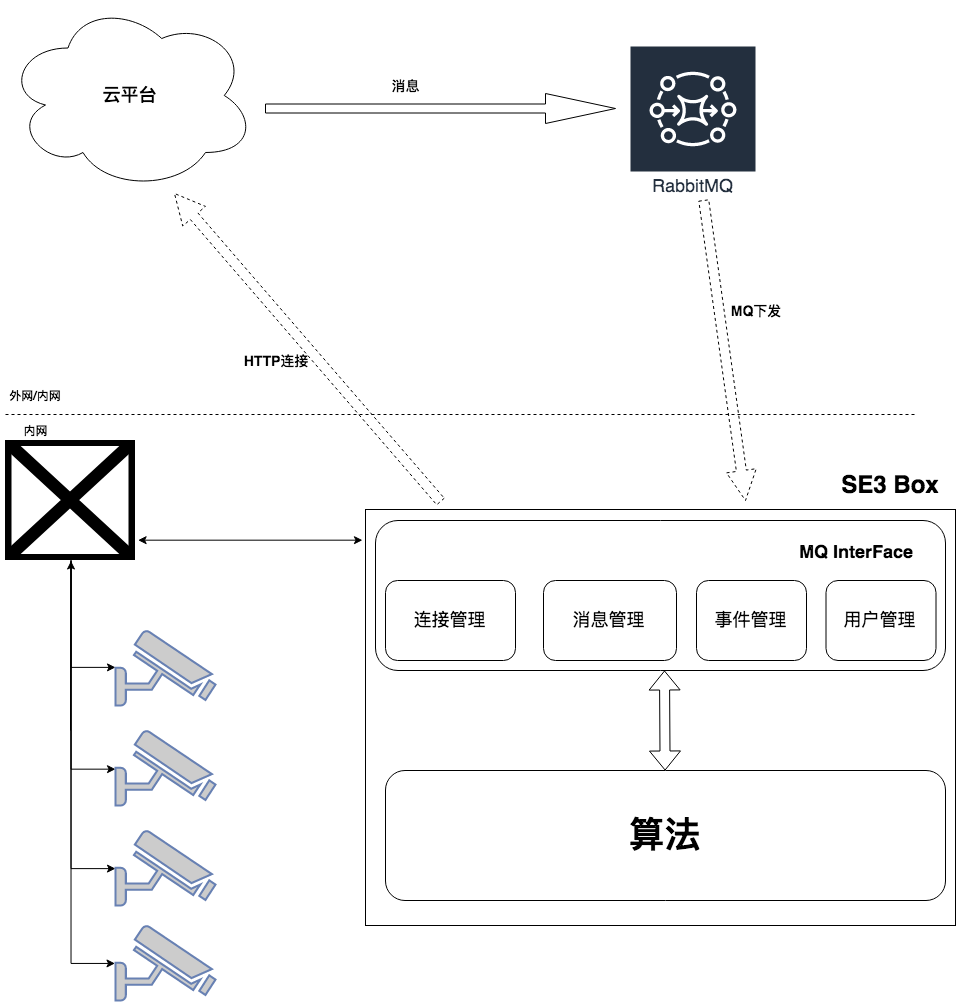 云平台
消息
RabbitMQ
MQ下发
HTTP连接
外网/内网
内网
SE3 Box
MQ InterFace
连接管理
消息管理
事件管理
用户管理
算法